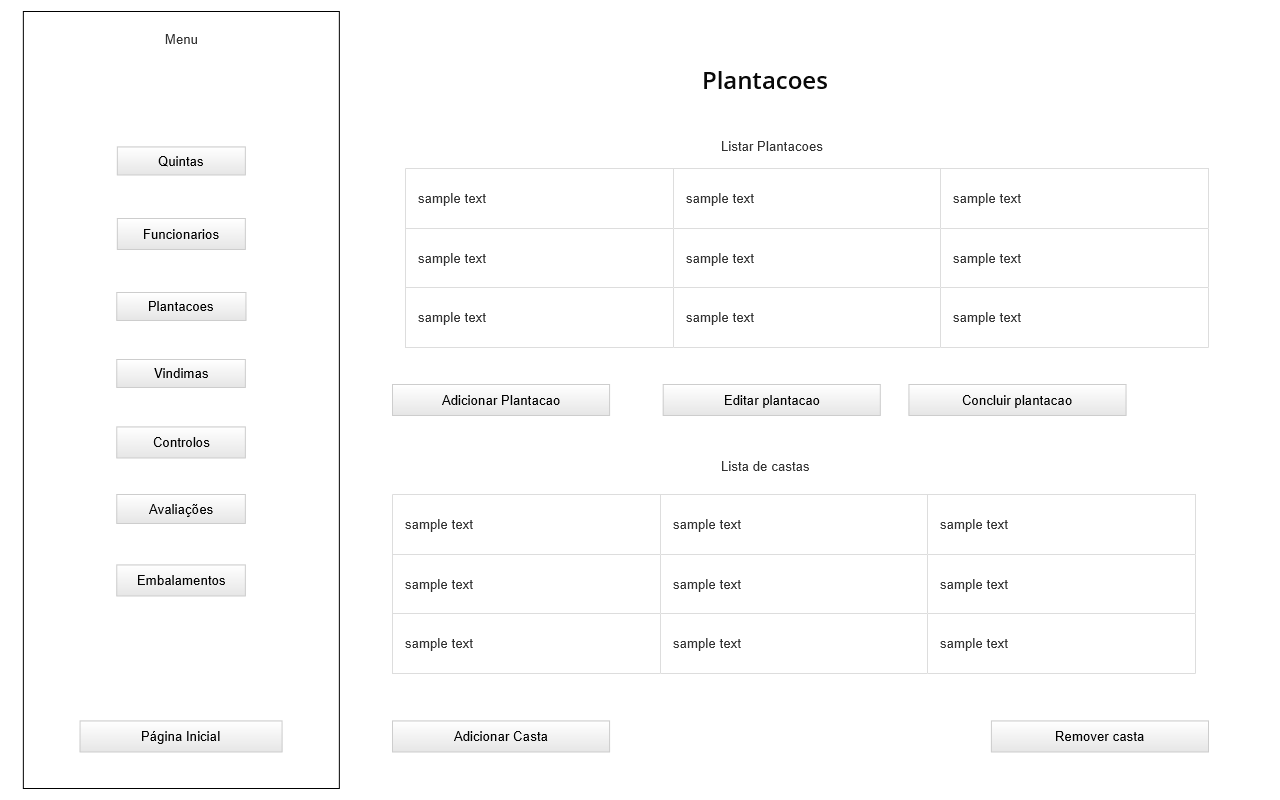 Menu
Quintas
Funcionarios
Plantacoes
Vindimas
Controlos
Avaliações
Embalamentos
Página Inicial
Plantacoes
Listar Plantacoes
sample text sample text sample text
sample text sample text sample text
sample text sample text sample text
Adicionar Plantacao Editar plantacao Concluir plantacao
Lista de castas
sample text sample text sample text
sample text sample text sample text
sample text sample text sample text
Adicionar Casta Remover casta